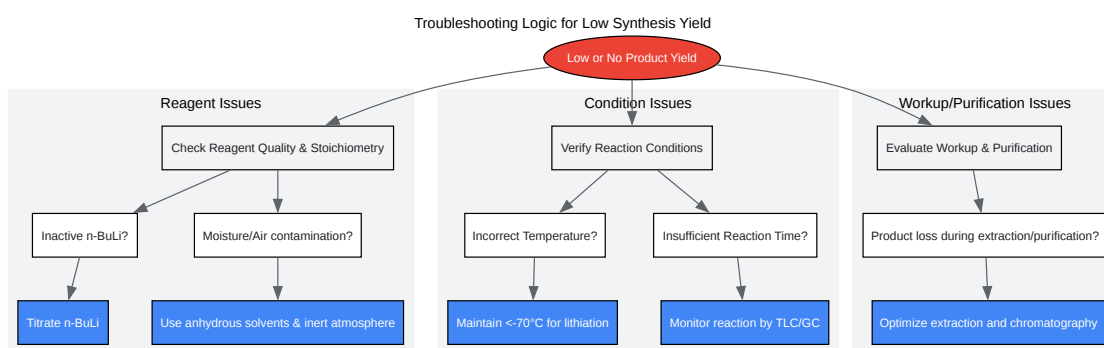 Troubleshooting Logic for Low Synthesis Yield
Low or No Product Yield
Reagent Issues
Condition Issues
Workup/Purification Issues
Check Reagent Quality & Stoichiometry
Verify Reaction Conditions
Evaluate Workup & Purification
Inactive n-BuLi?
Moisture/Air contamination?
Incorrect Temperature?
Insufficient Reaction Time?
Product loss during extraction/purification?
Titrate n-BuLi
Use anhydrous solvents & inert atmosphere
Maintain <-70°C for lithiation
Monitor reaction by TLC/GC
Optimize extraction and chromatography